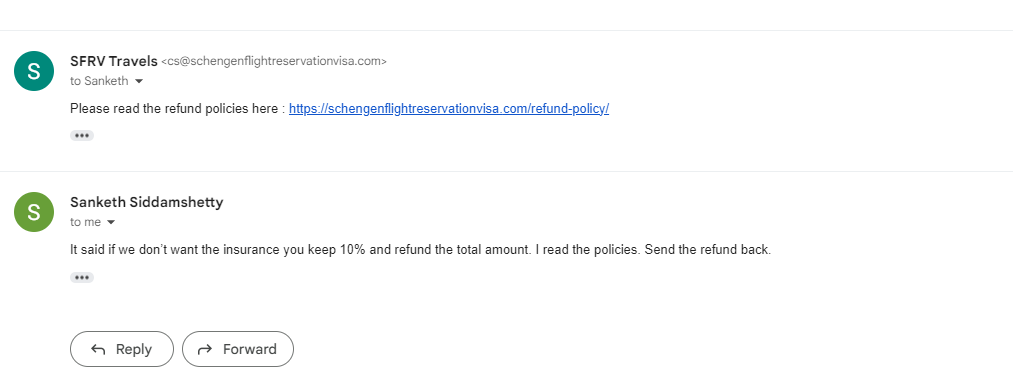 S
SFRV Travels <cs@schengenflightreservationvisa.com>
to Sanketh
Please read the refund policies here : https://schengenflightreservationvisa.com/refund-policy/
S
Sanketh Siddamshetty
to me
It said if we don't want the insurance you keep 10% and refund the total amount. I read the policies. Send the refund back.
Reply Forward